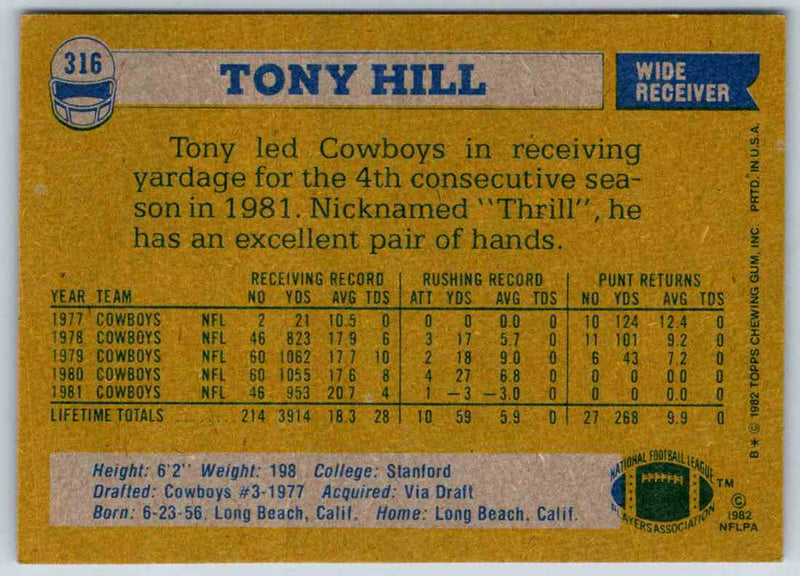 316
TONY HILL
WIDE
RECEIVER
Tony led Cowboys in receiving
yardage for the 4th consecutive sea-
son in 1981. Nicknamed "Thrill", he
has an excellent pair of hands.
RECEIVING RECORD RUSHING RECORD PUNT RETURNS
YEAR TEAM NO YDS AVG TDS ATT YDS AVG TDS NO YDS AVG TDS
1977 COWBOYS NFL 2 21 10.5 0 0 0 0.0 0 10 124 12.4 0
1978 COWBOYS NFL 46 823 17.9 6 3 17 5.7 0 11 101 9.2 0
1979 COWBOYS NFL 60 1062 17.7 10 2 18 9.0 0 6 43 7.2 0
1980 COWBOYS NFL 60 1055 17.6 8 4 27 6.8 0 0 0 0.0 0
1981 COWBOYS NFL 46 953 20.7 4 1 -3 -3.0 0 0 0 0.0 0
LIFETIME TOTALS 214 3914 18.3 28 10 59 5.9 0 27 268 9.9 0
Height: 6'2" Weight: 198 College: Stanford
Drafted: Cowboys #3-1977 Acquired: Via Draft
Born: 6-23-56, Long Beach, Calif. Home: Long Beach, Calif.
NATIONAL FOOTBALL LEAGUE
PLAYERS ASSOCIATION
TM
©
1982
NFLPA
B * © 1982 TOPPS CHEWING GUM, INC. PRTD. IN U.S.A.